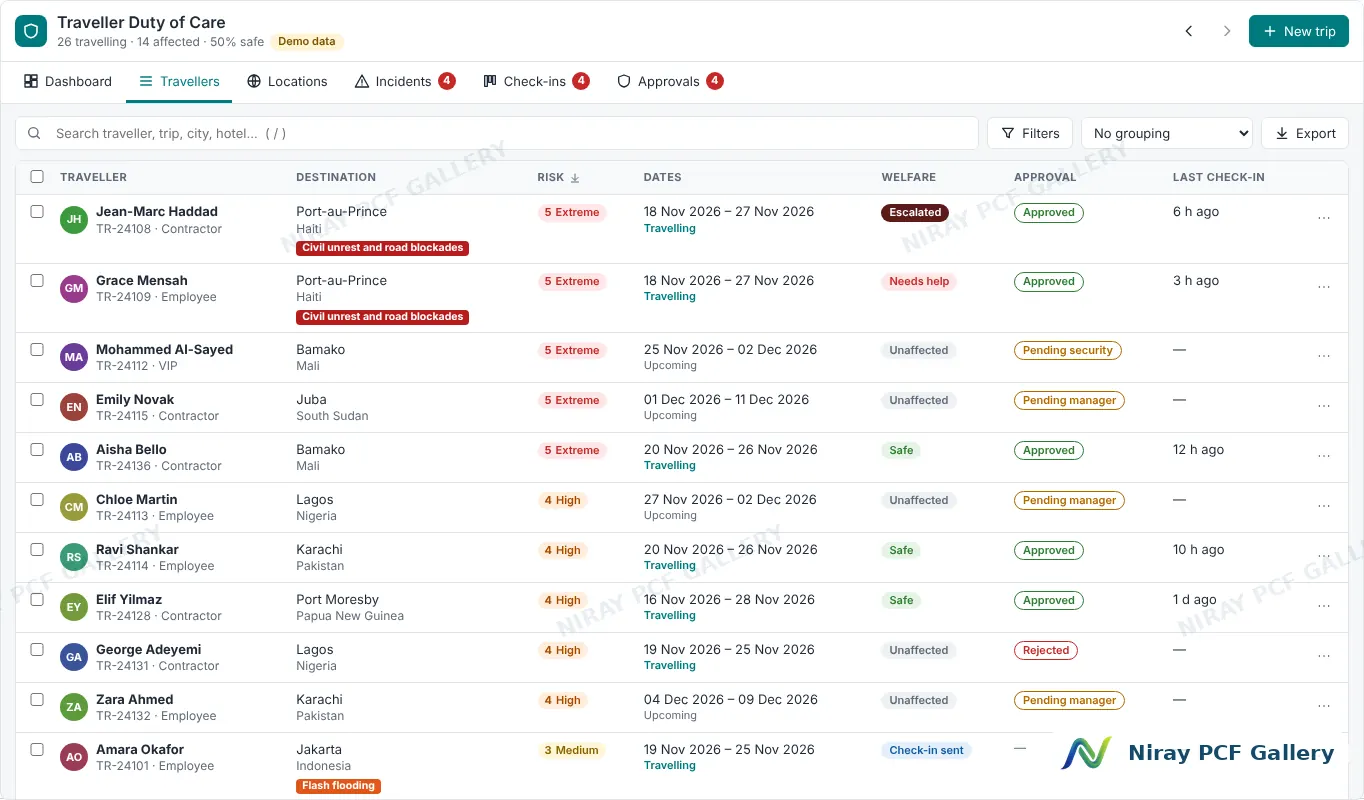 Traveller Duty of Care
26 travelling · 14 affected · 50% safe Demo data
New trip
Dashboard Travellers Locations Incidents 4 Check-ins 4 Approvals 4
Search traveller, trip, city, hotel... ( / ) Filters No grouping Export
TRAVELLER DESTINATION RISK DATES WELFARE APPROVAL LAST CHECK-IN
JH Jean-Marc Haddad Port-au-Prince 5 Extreme 18 Nov 2026 – 27 Nov 2026 Escalated Approved 6 h ago ...
TR-24108 · Contractor Haiti Travelling
Civil unrest and road blockades
GM Grace Mensah Port-au-Prince 5 Extreme 18 Nov 2026 – 27 Nov 2026 Needs help Approved 3 h ago ...
TR-24109 · Employee Haiti Travelling
Civil unrest and road blockades
MA Mohammed Al-Sayed Bamako 5 Extreme 25 Nov 2026 – 02 Dec 2026 Unaffected Pending security — ...
TR-24112 · VIP Mali Upcoming
EN Emily Novak Juba 5 Extreme 01 Dec 2026 – 11 Dec 2026 Unaffected Pending manager — ...
TR-24115 · Contractor South Sudan Upcoming
AB Aisha Bello Bamako 5 Extreme 20 Nov 2026 – 26 Nov 2026 Safe Approved 12 h ago ...
TR-24136 · Contractor Mali Travelling
CM Chloe Martin Lagos 4 High 27 Nov 2026 – 02 Dec 2026 Unaffected Pending manager — ...
TR-24113 · Employee Nigeria Upcoming
RS Ravi Shankar Karachi 4 High 20 Nov 2026 – 26 Nov 2026 Safe Approved 10 h ago ...
TR-24114 · Employee Pakistan Travelling
EY Elif Yilmaz Port Moresby 4 High 16 Nov 2026 – 28 Nov 2026 Safe Approved 1 d ago ...
TR-24128 · Contractor Papua New Guinea Travelling
GA George Adeyemi Lagos 4 High 19 Nov 2026 – 25 Nov 2026 Unaffected Rejected — ...
TR-24131 · Contractor Nigeria Travelling
ZA Zara Ahmed Karachi 4 High 04 Dec 2026 – 09 Dec 2026 Unaffected Pending manager — ...
TR-24132 · Employee Pakistan Upcoming
AO Amara Okafor Jakarta 3 Medium 19 Nov 2026 – 25 Nov 2026 Check-in sent —
TR-24101 · Employee Indonesia Travelling
Flash flooding
Niray PCF Gallery
NIRAY PCF GALLERY
NIRAY PCF GALLERY
PCF GALLERY
NIRAY PCF GALLERY
NIRAY PCF GALLE